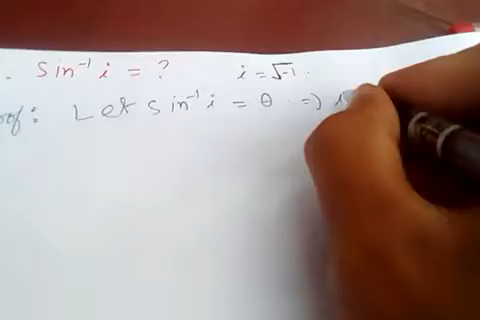 . sin⁻¹ i = ? i = √-1 .
of : Let sin⁻¹ i = θ . => i